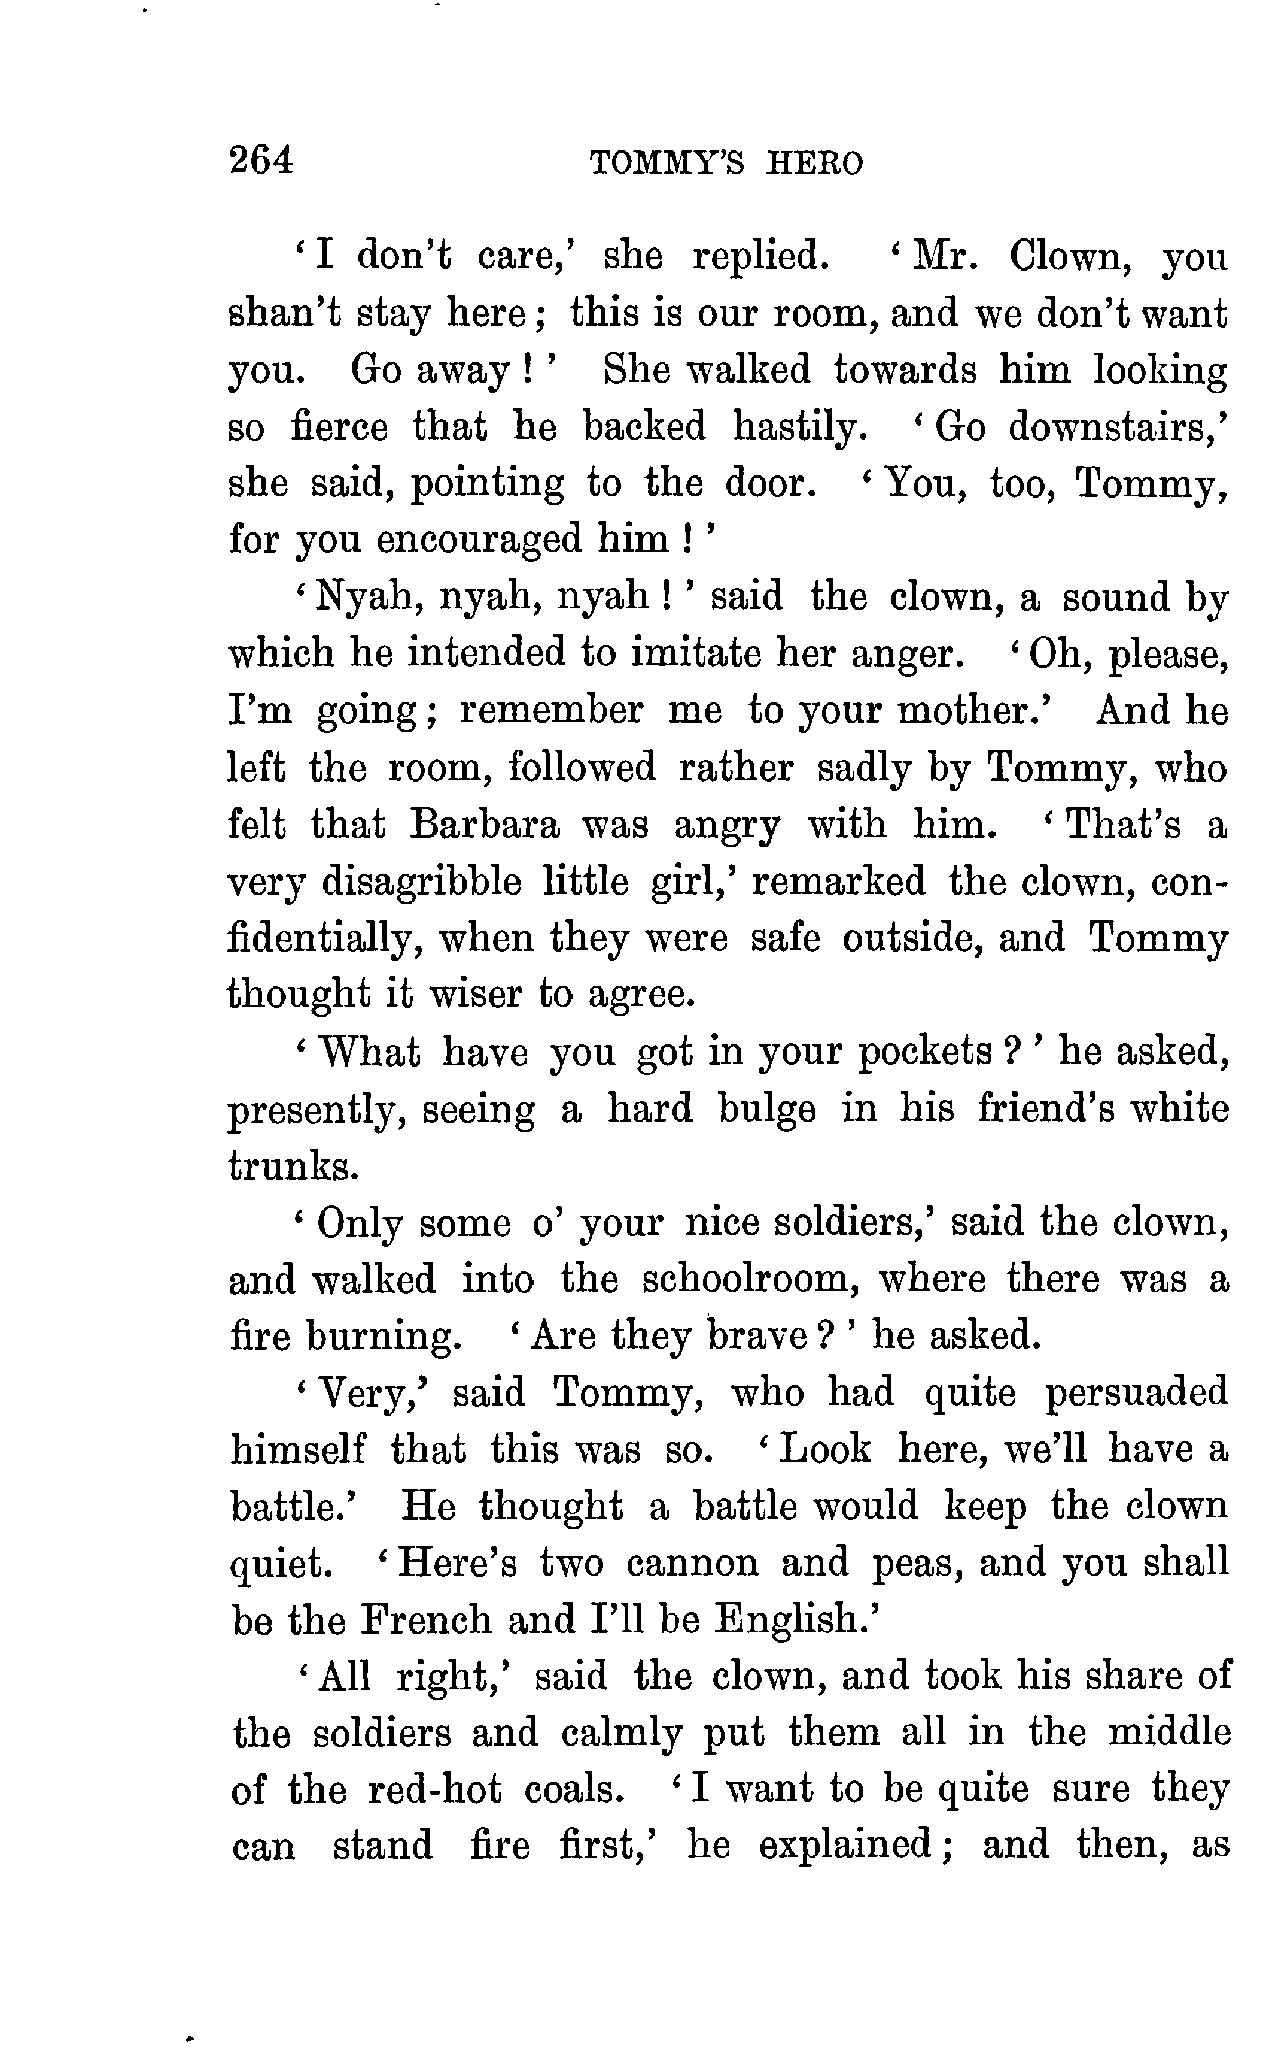 264 TOMMY'S HERO
'I don't care,' she replied. 'Mr. Clown, you
shan't stay here; this is our room, and we don't want
you. Go away!' She walked towards him looking
so fierce that he backed hastily. 'Go downstairs,'
she said, pointing to the door. 'You, too, Tommy,
for you encouraged him!'
'Nyah, nyah, nyah!' said the clown, a sound by
which he intended to imitate her anger. 'Oh, please,
I'm going; remember me to your mother.' And he
left the room, followed rather sadly by Tommy, who
felt that Barbara was angry with him. 'That's a
very disagribble little girl,' remarked the clown, con-
fidentially, when they were safe outside, and Tommy
thought it wiser to agree.
'What have you got in your pockets?' he asked,
presently, seeing a hard bulge in his friend's white
trunks.
'Only some o' your nice soldiers,' said the clown,
and walked into the schoolroom, where there was a
fire burning. 'Are they brave?' he asked.
'Very,' said Tommy, who had quite persuaded
himself that this was so. 'Look here, we'll have a
battle.' He thought a battle would keep the clown
quiet. 'Here's two cannon and peas, and you shall
be the French and I'll be English.'
'All right,' said the clown, and took his share of
the soldiers and calmly put them all in the middle
of the red-hot coals. 'I want to be quite sure they
can stand fire first,' he explained; and then, as